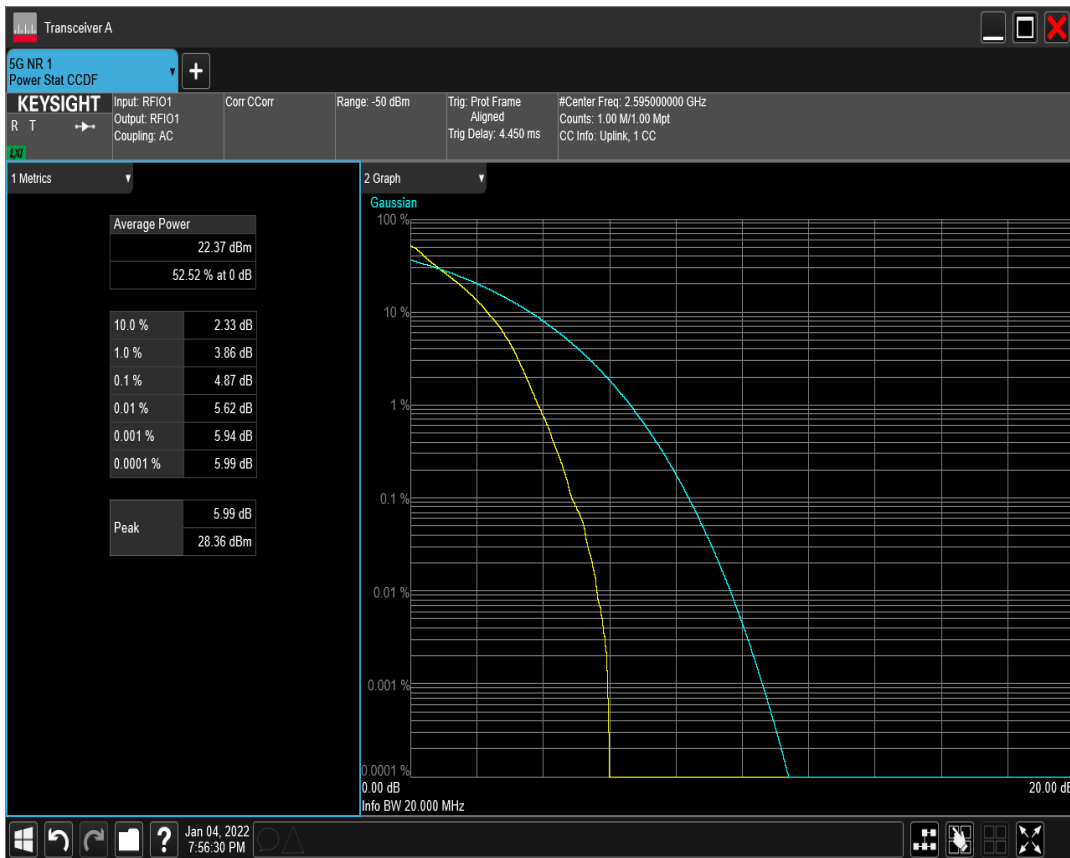 Transceiver A
5G NR 1
Power Stat CCDF
KEYSIGHT
R T
LXI
Input: RFIO1
Output: RFIO1
Coupling: AC
Corr CCorr
Range: -50 dBm
Trig: Prot Frame
Aligned
Trig Delay: 4.450 ms
#Center Freq: 2.595000000 GHz
Counts: 1.00 M/1.00 Mpt
CC Info: Uplink, 1 CC
1 Metrics
Average Power
22.37 dBm
52.52 % at 0 dB
10.0 % 2.33 dB
1.0 % 3.86 dB
0.1 % 4.87 dB
0.01 % 5.62 dB
0.001 % 5.94 dB
0.0001 % 5.99 dB
Peak
5.99 dB
28.36 dBm
2 Graph
Gaussian
100 %
10 %
1 %
0.1 %
0.01 %
0.001 %
0.0001 %
0.00 dB 20.00 dB
Info BW 20.000 MHz
Jan 04, 2022
7:56:30 PM